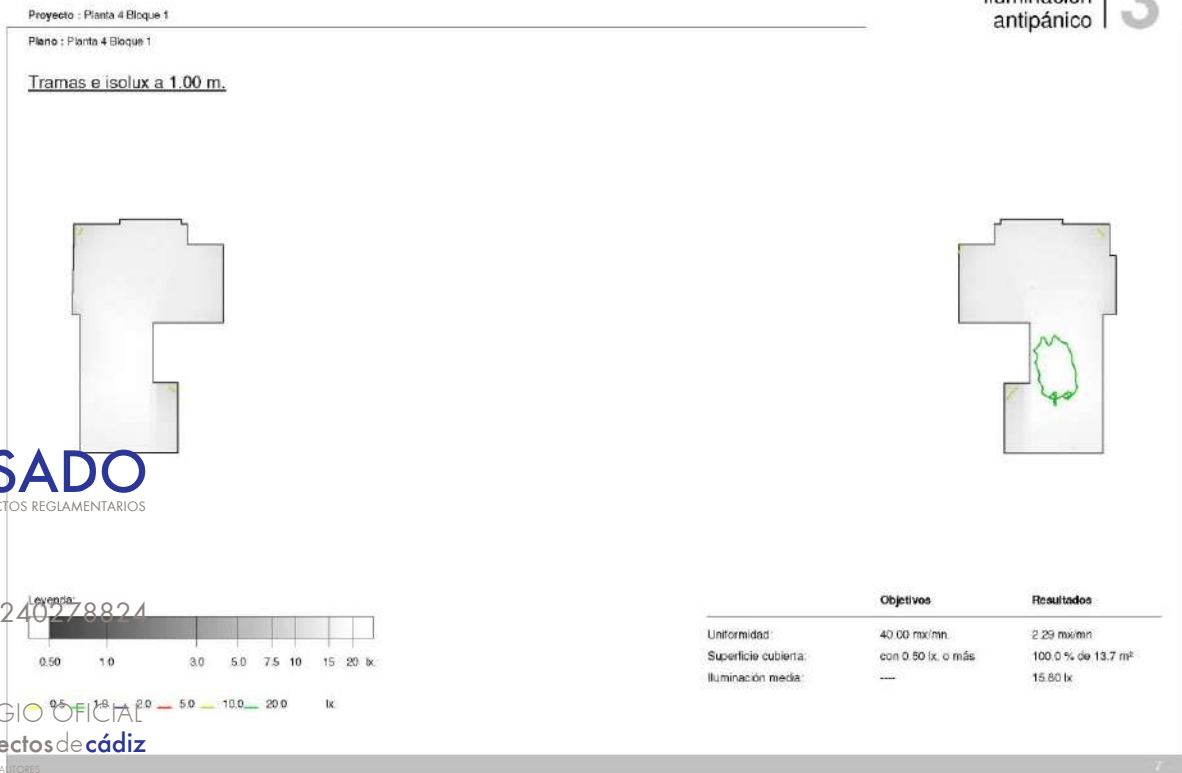 Iluminación
antipánico
3
Proyecto : Planta 4 Bloque 1
Plano : Planta 4 Bloque 1
Tramas e isolux a 1.00 m.
SADO
CTOS REGLAMENTARIOS
Leyenda:
240278824
0.50 1.0 3.0 5.0 7.5 10 15 20 lx.
0.5 1.0 2.0 5.0 10.0 20.0 lx
GIO OFICIAL
ectosdecádiz
AUTORES
Objetivos Resultados
Uniformidad: 40.00 mx/mn. 2.29 mx/mn
Superficie cubierta: con 0.50 lx. o más 100.0 % de 13.7 m²
Iluminación media: ---- 15.80 lx
7